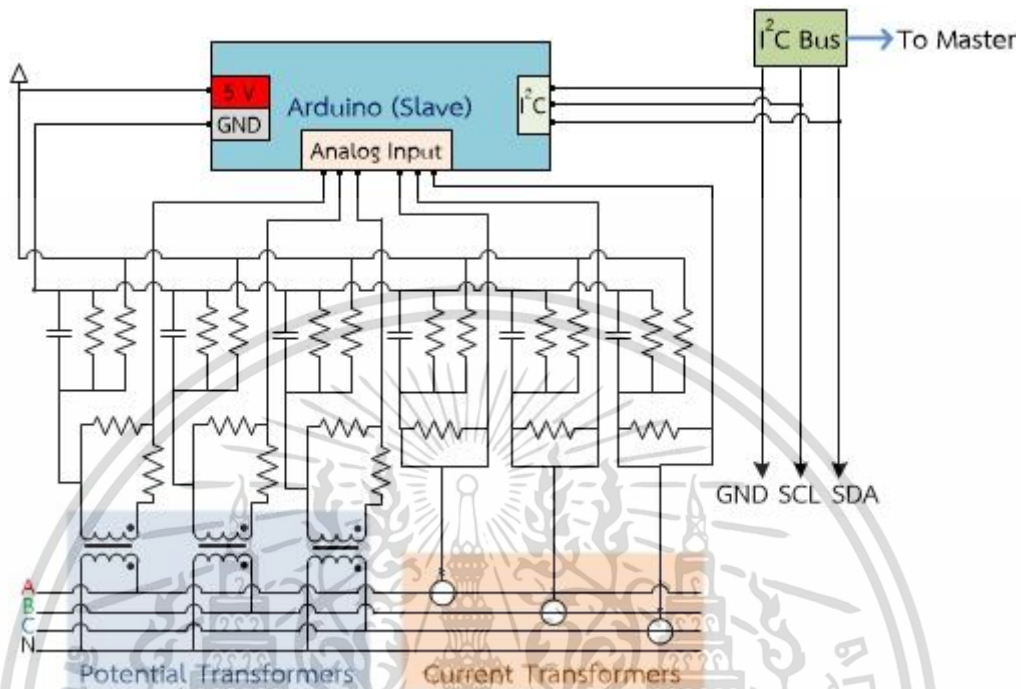 I²C Bus
To Master
5 V
Arduino (Slave)
I²C
GND
Analog Input
GND SCL SDA
A
B
C
N
Potential Transformers
Current Transformers